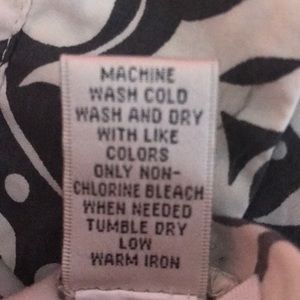 MACHINE
WASH COLD
WASH AND DRY
WITH LIKE
COLORS
ONLY NON-
CHLORINE BLEACH
WHEN NEEDED
TUMBLE DRY
LOW
WARM IRON